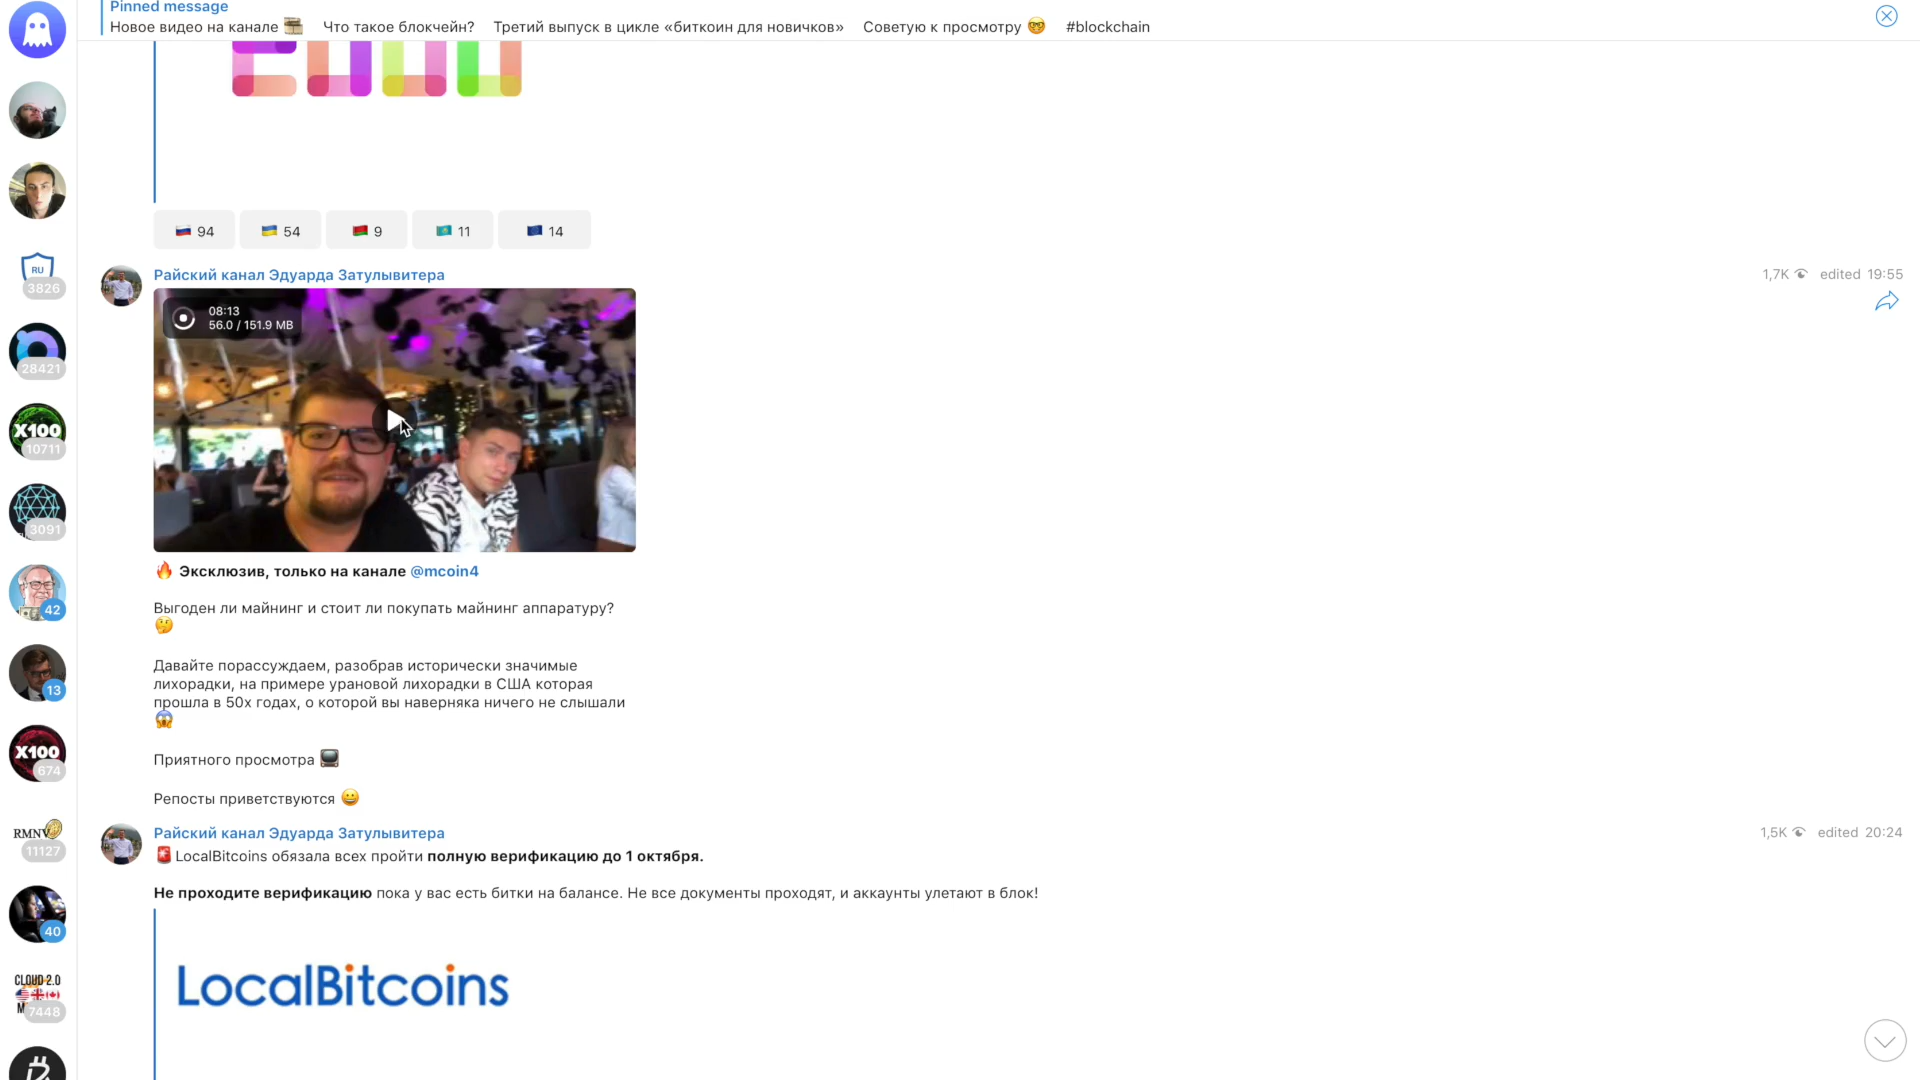 Pinned message
Новое видео на канале Что такое блокчейн? Третий выпуск в цикле «биткоин для новичков» Советую к просмотру #blockchain
94 54 9 11 14
Райский канал Эдуарда Затулывитера
1,7K edited 19:55
08:13
56.0 / 151.9 MB
Эксклюзив, только на канале @mcoin4
Выгоден ли майнинг и стоит ли покупать майнинг аппаратуру?
Давайте порассуждаем, разобрав исторически значимые
лихорадки, на примере урановой лихорадки в США которая
прошла в 50х годах, о которой вы наверняка ничего не слышали
Приятного просмотра
Репосты приветствуются
Райский канал Эдуарда Затулывитера
1,5K edited 20:24
LocalBitcoins обязала всех пройти полную верификацию до 1 октября.
Не проходите верификацию пока у вас есть битки на балансе. Не все документы проходят, и аккаунты улетают в блок!
LocalBitcoins
RU
3826
28421
X100
10711
3091
42
13
X100
674
RMNV
11127
40
CLOUD 2.0
7448